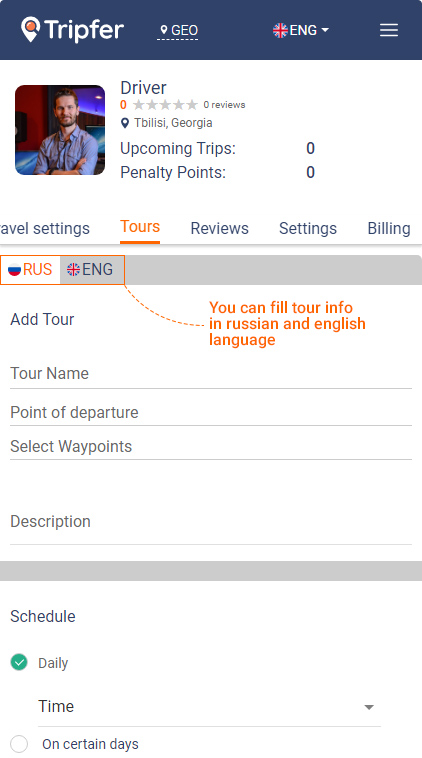 Tripfer
GEO
ENG
Driver
0 0 reviews
Tbilisi, Georgia
Upcoming Trips: 0
Penalty Points: 0
ravel settings Tours Reviews Settings Billing
RUS ENG
You can fill tour info
in russian and english
language
Add Tour
Tour Name
Point of departure
Select Waypoints
Description
Schedule
Daily
Time
On certain days